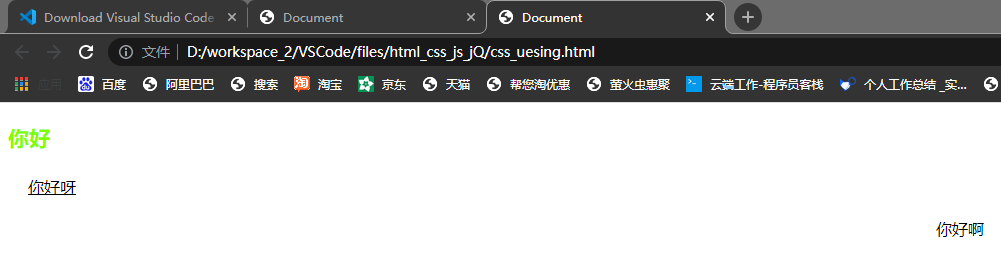 Download Visual Studio Code
Document
Document
文件 D:/workspace_2/VSCode/files/html_css_js_jQ/css_uesing.html
应用 百度 阿里巴巴 搜索 淘宝 京东 天猫 帮您淘优惠 萤火虫惠聚 云端工作-程序员客栈 个人工作总结 _实...
你好
你好呀
你好啊